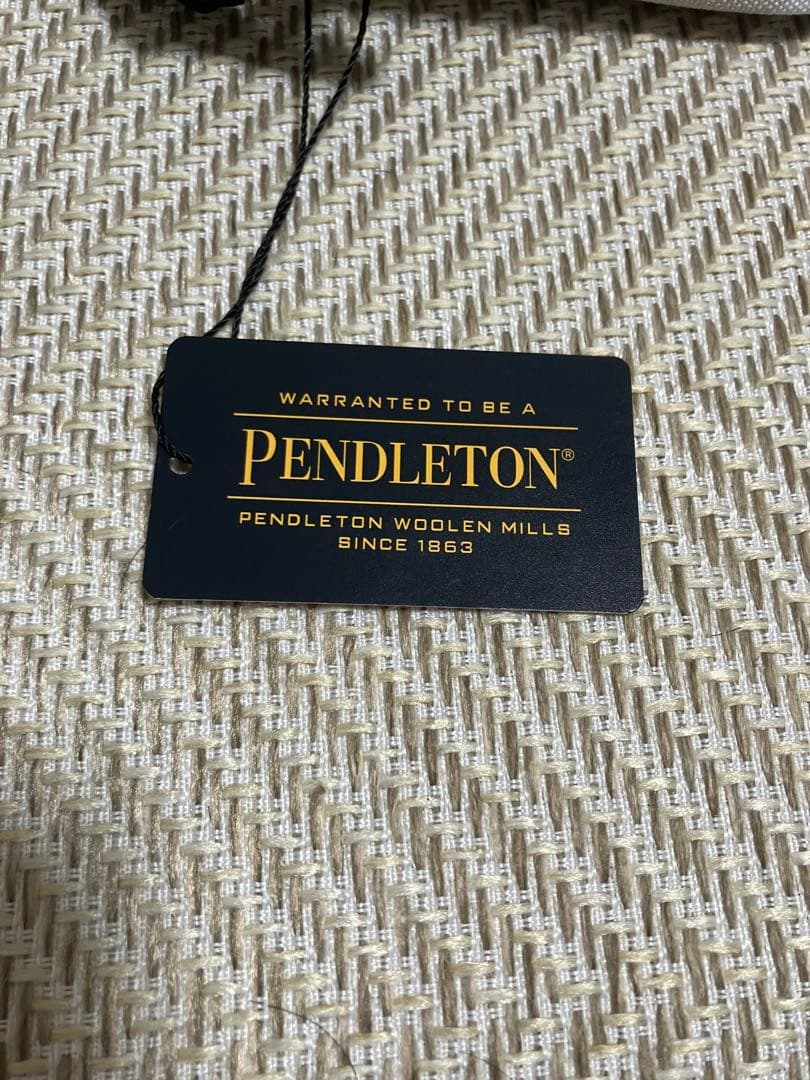 WARRANTED TO BE A
PENDLETON®
PENDLETON WOOLEN MILLS
SINCE 1863